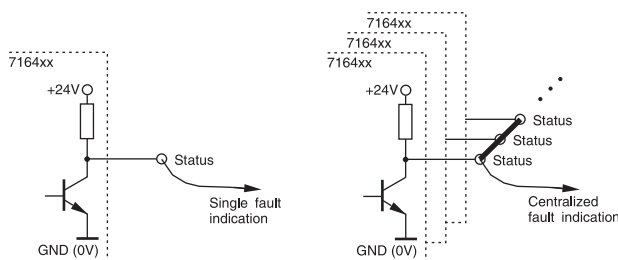 7164xx
+24V
Status
Single fault
indication
GND (0V)
7164xx
7164xx
7164xx
+24V
Status
Status
Status
Centralized
fault indication
GND (0V)